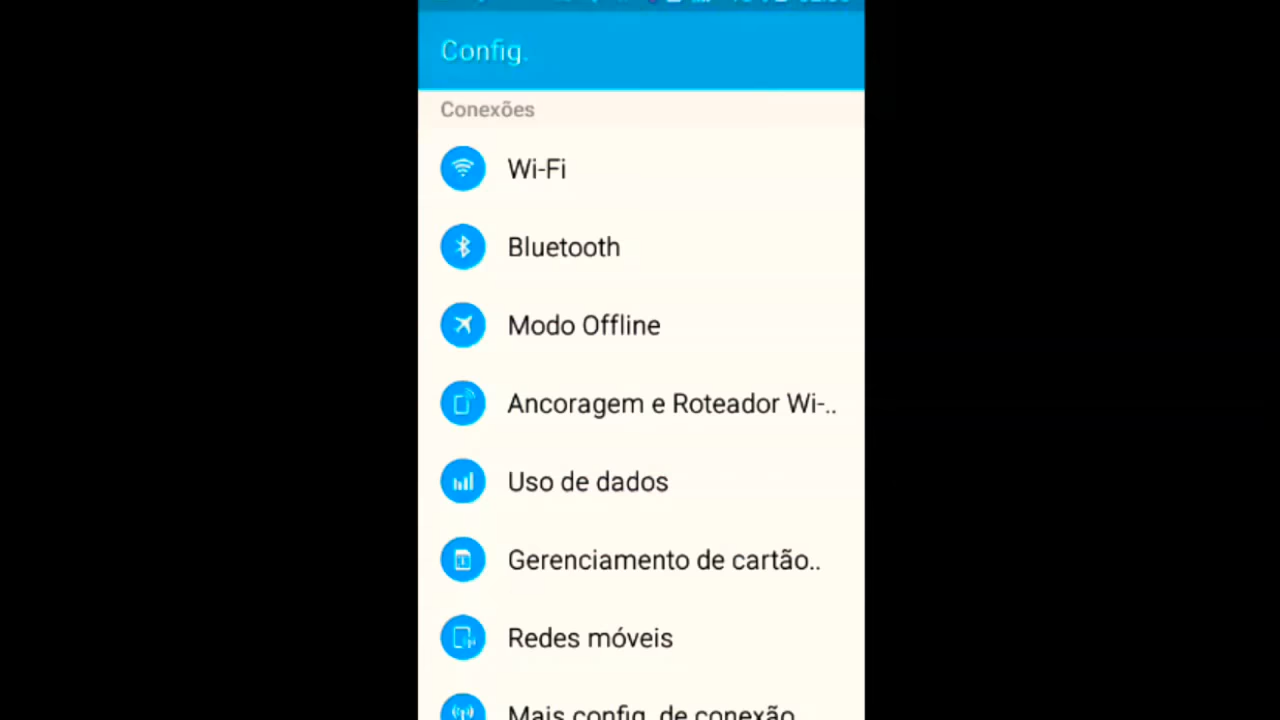 Config.
Conexões
Wi-Fi
Bluetooth
Modo Offline
Ancoragem e Roteador Wi-..
Uso de dados
Gerenciamento de cartão..
Redes móveis
Mais config. de conexão